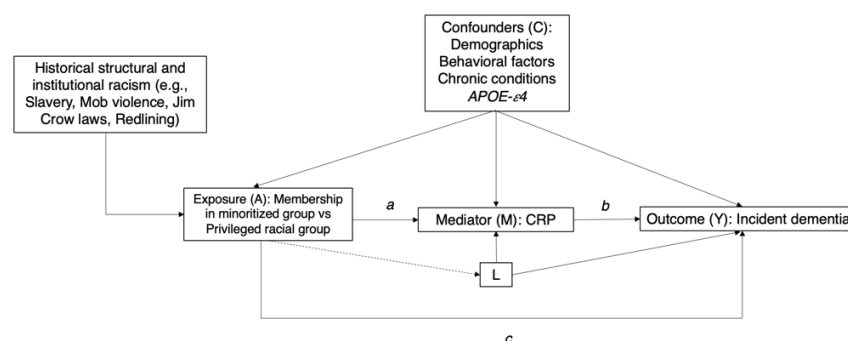 Confounders (C):
Demographics
Behavioral factors
Chronic conditions
APOE-ε4
Historical structural and
institutional racism (e.g.,
Slavery, Mob violence, Jim
Crow laws, Redlining)
Exposure (A): Membership
in minoritized group vs
Privileged racial group
a
Mediator (M): CRP
b
Outcome (Y): Incident dementia
L
c